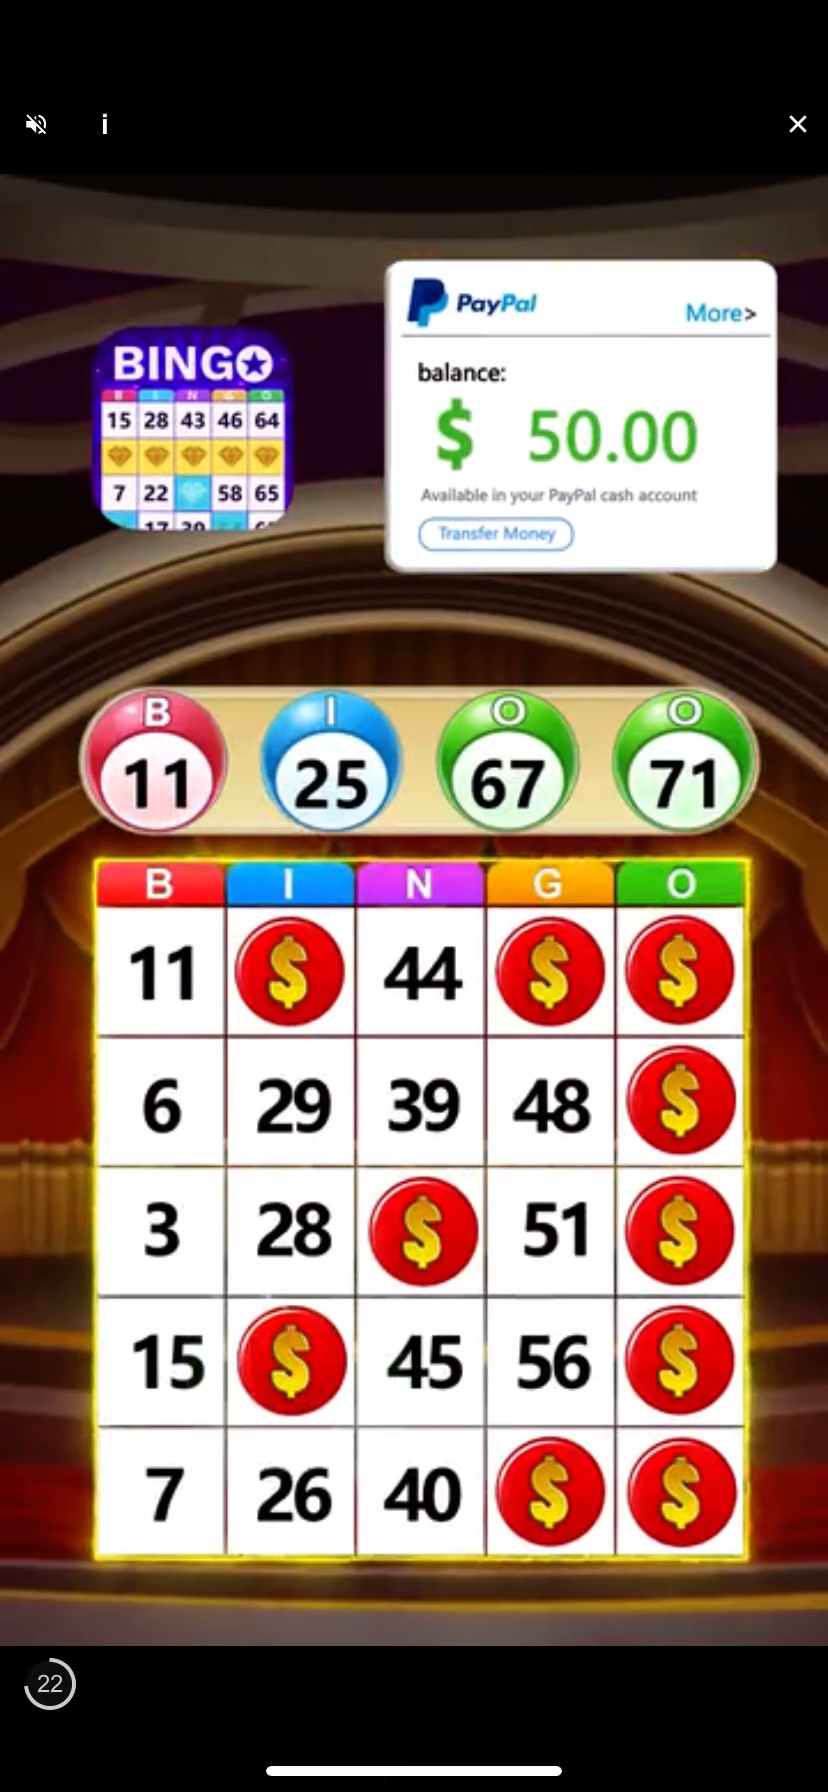 i
PayPal
More>
BINGO
balance:
B I N G O
15 28 43 46 64
$ 50.00
7 22 58 65
Available in your PayPal cash account
17 39
Transfer Money
B I O O
11 25 67 71
B I N G O
11 $ 44 $ $
6 29 39 48 $
3 28 $ 51 $
15 $ 45 56 $
7 26 40 $ $
22